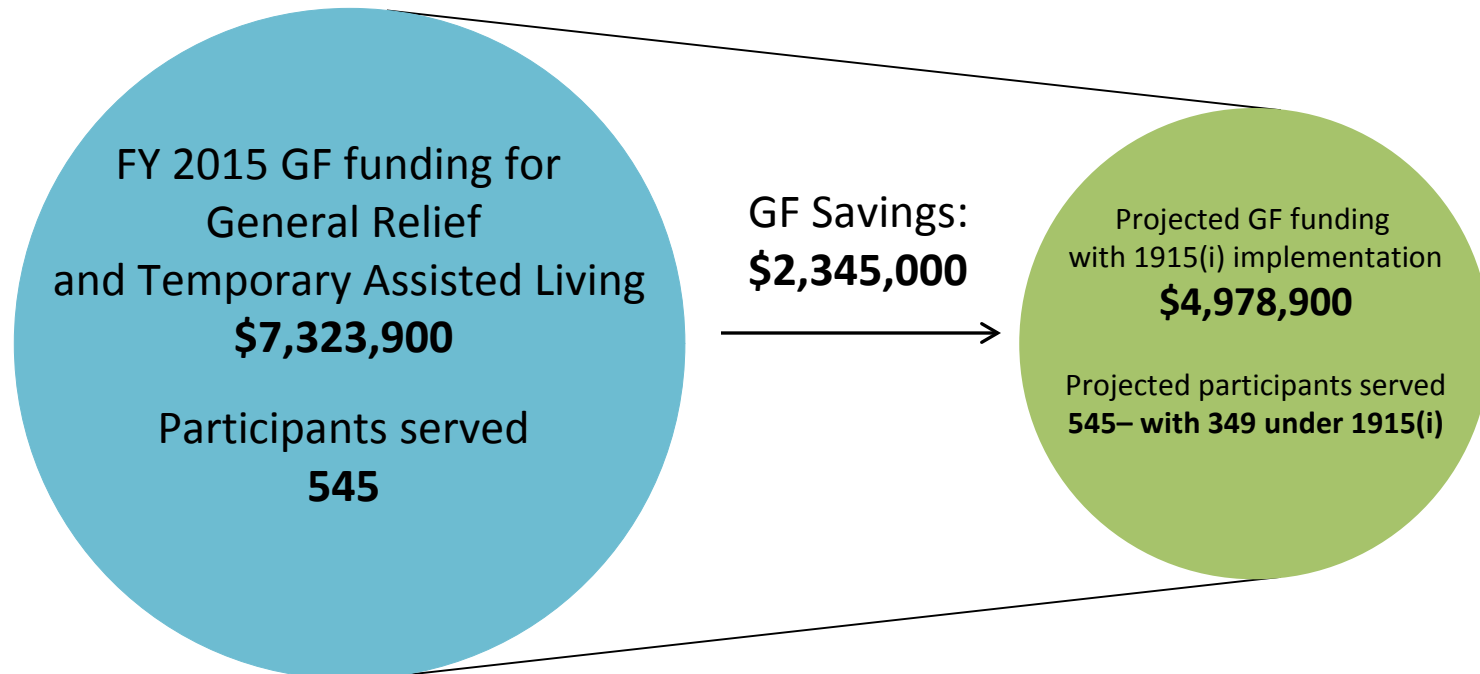 FY 2015 GF funding for
General Relief
and Temporary Assisted Living
$7,323,900
Participants served
545
GF Savings:
$2,345,000
Projected GF funding
with 1915(i) implementation
$4,978,900
Projected participants served
545– with 349 under 1915(i)